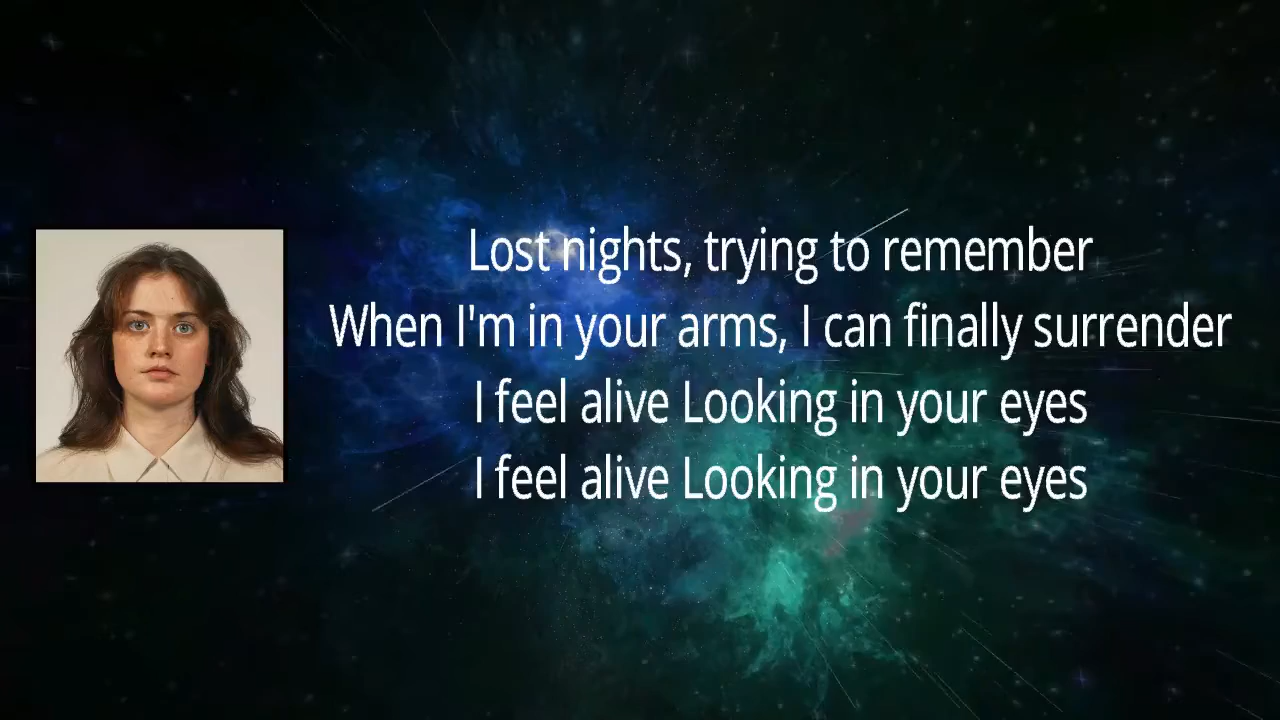 Lost nights, trying to remember
When I'm in your arms, I can finally surrender
I feel alive Looking in your eyes
I feel alive Looking in your eyes